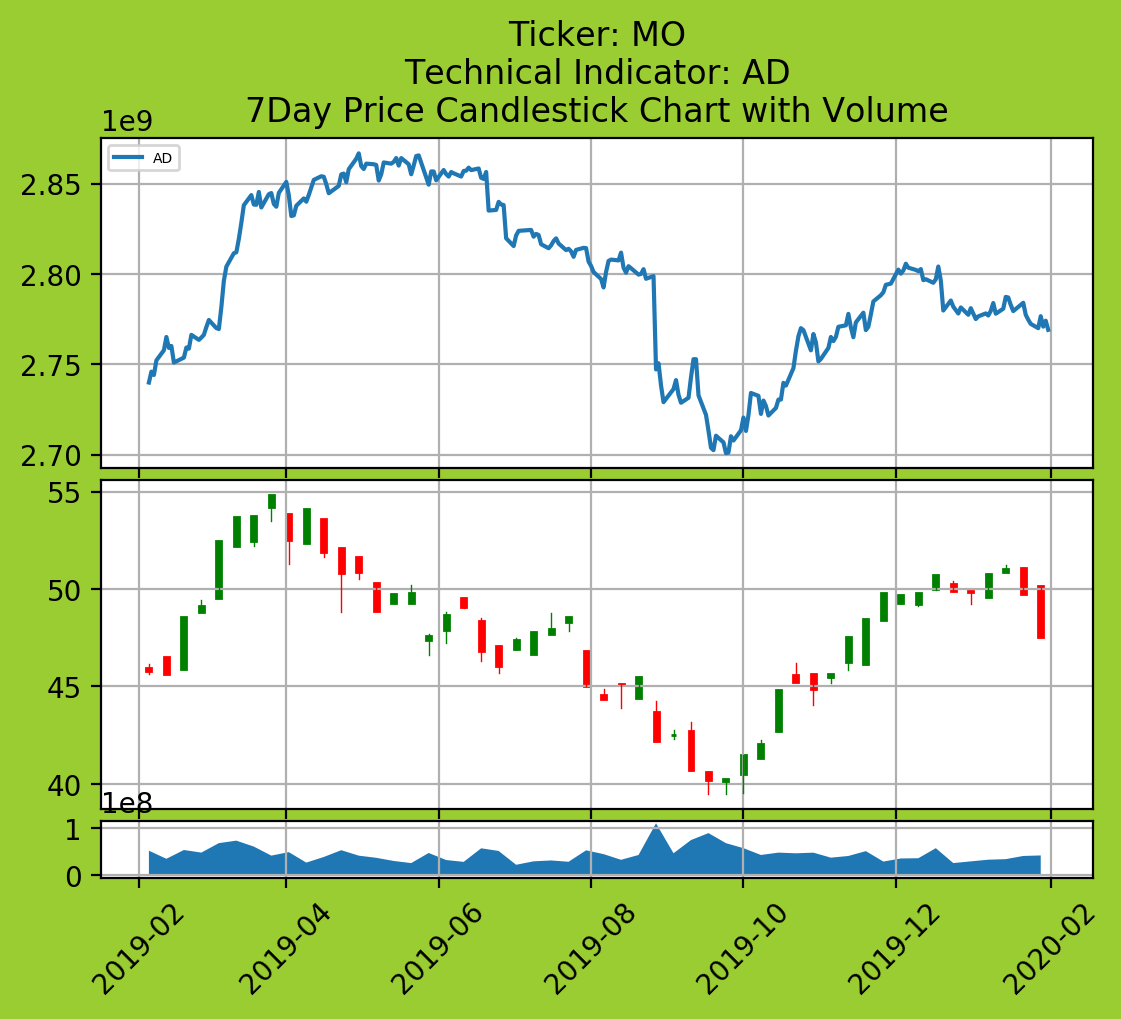 Ticker: MO
Technical Indicator: AD
7Day Price Candlestick Chart with Volume
1e9
AD
2.85
2.80
2.75
2.70
55
50
45
40
1e8
1
0
2019-02
2019-04
2019-06
2019-08
2019-10
2019-12
2020-02